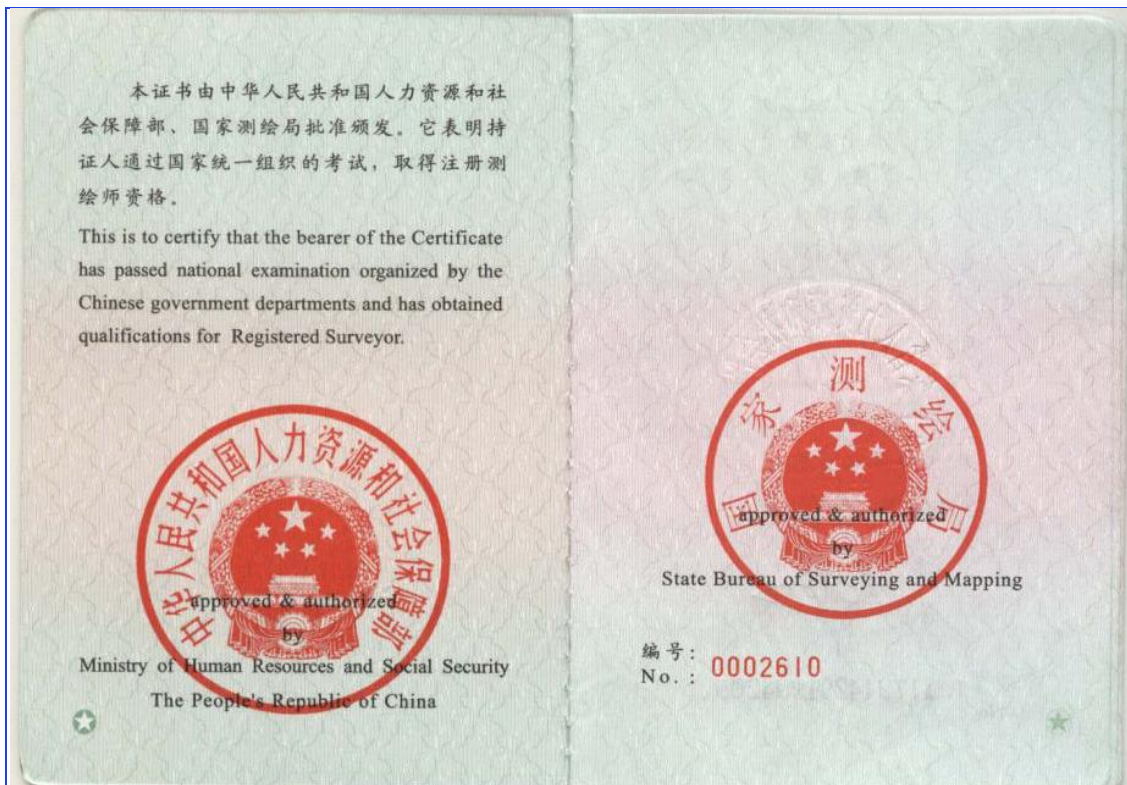 本证书由中华人民共和国人力资源和社
会保障部、国家测绘局批准颁发。它表明持
证人通过国家统一组织的考试，取得注册测
绘师资格。
This is to certify that the bearer of the Certificate
has passed national examination organized by the
Chinese government departments and has obtained
qualifications for Registered Surveyor.
中华人民共和国人力资源和社会保障部
approved & authorized
by
Ministry of Human Resources and Social Security
The People's Republic of China
国家测绘局
approved & authorized
by
State Bureau of Surveying and Mapping
编号:
No.: 0002610